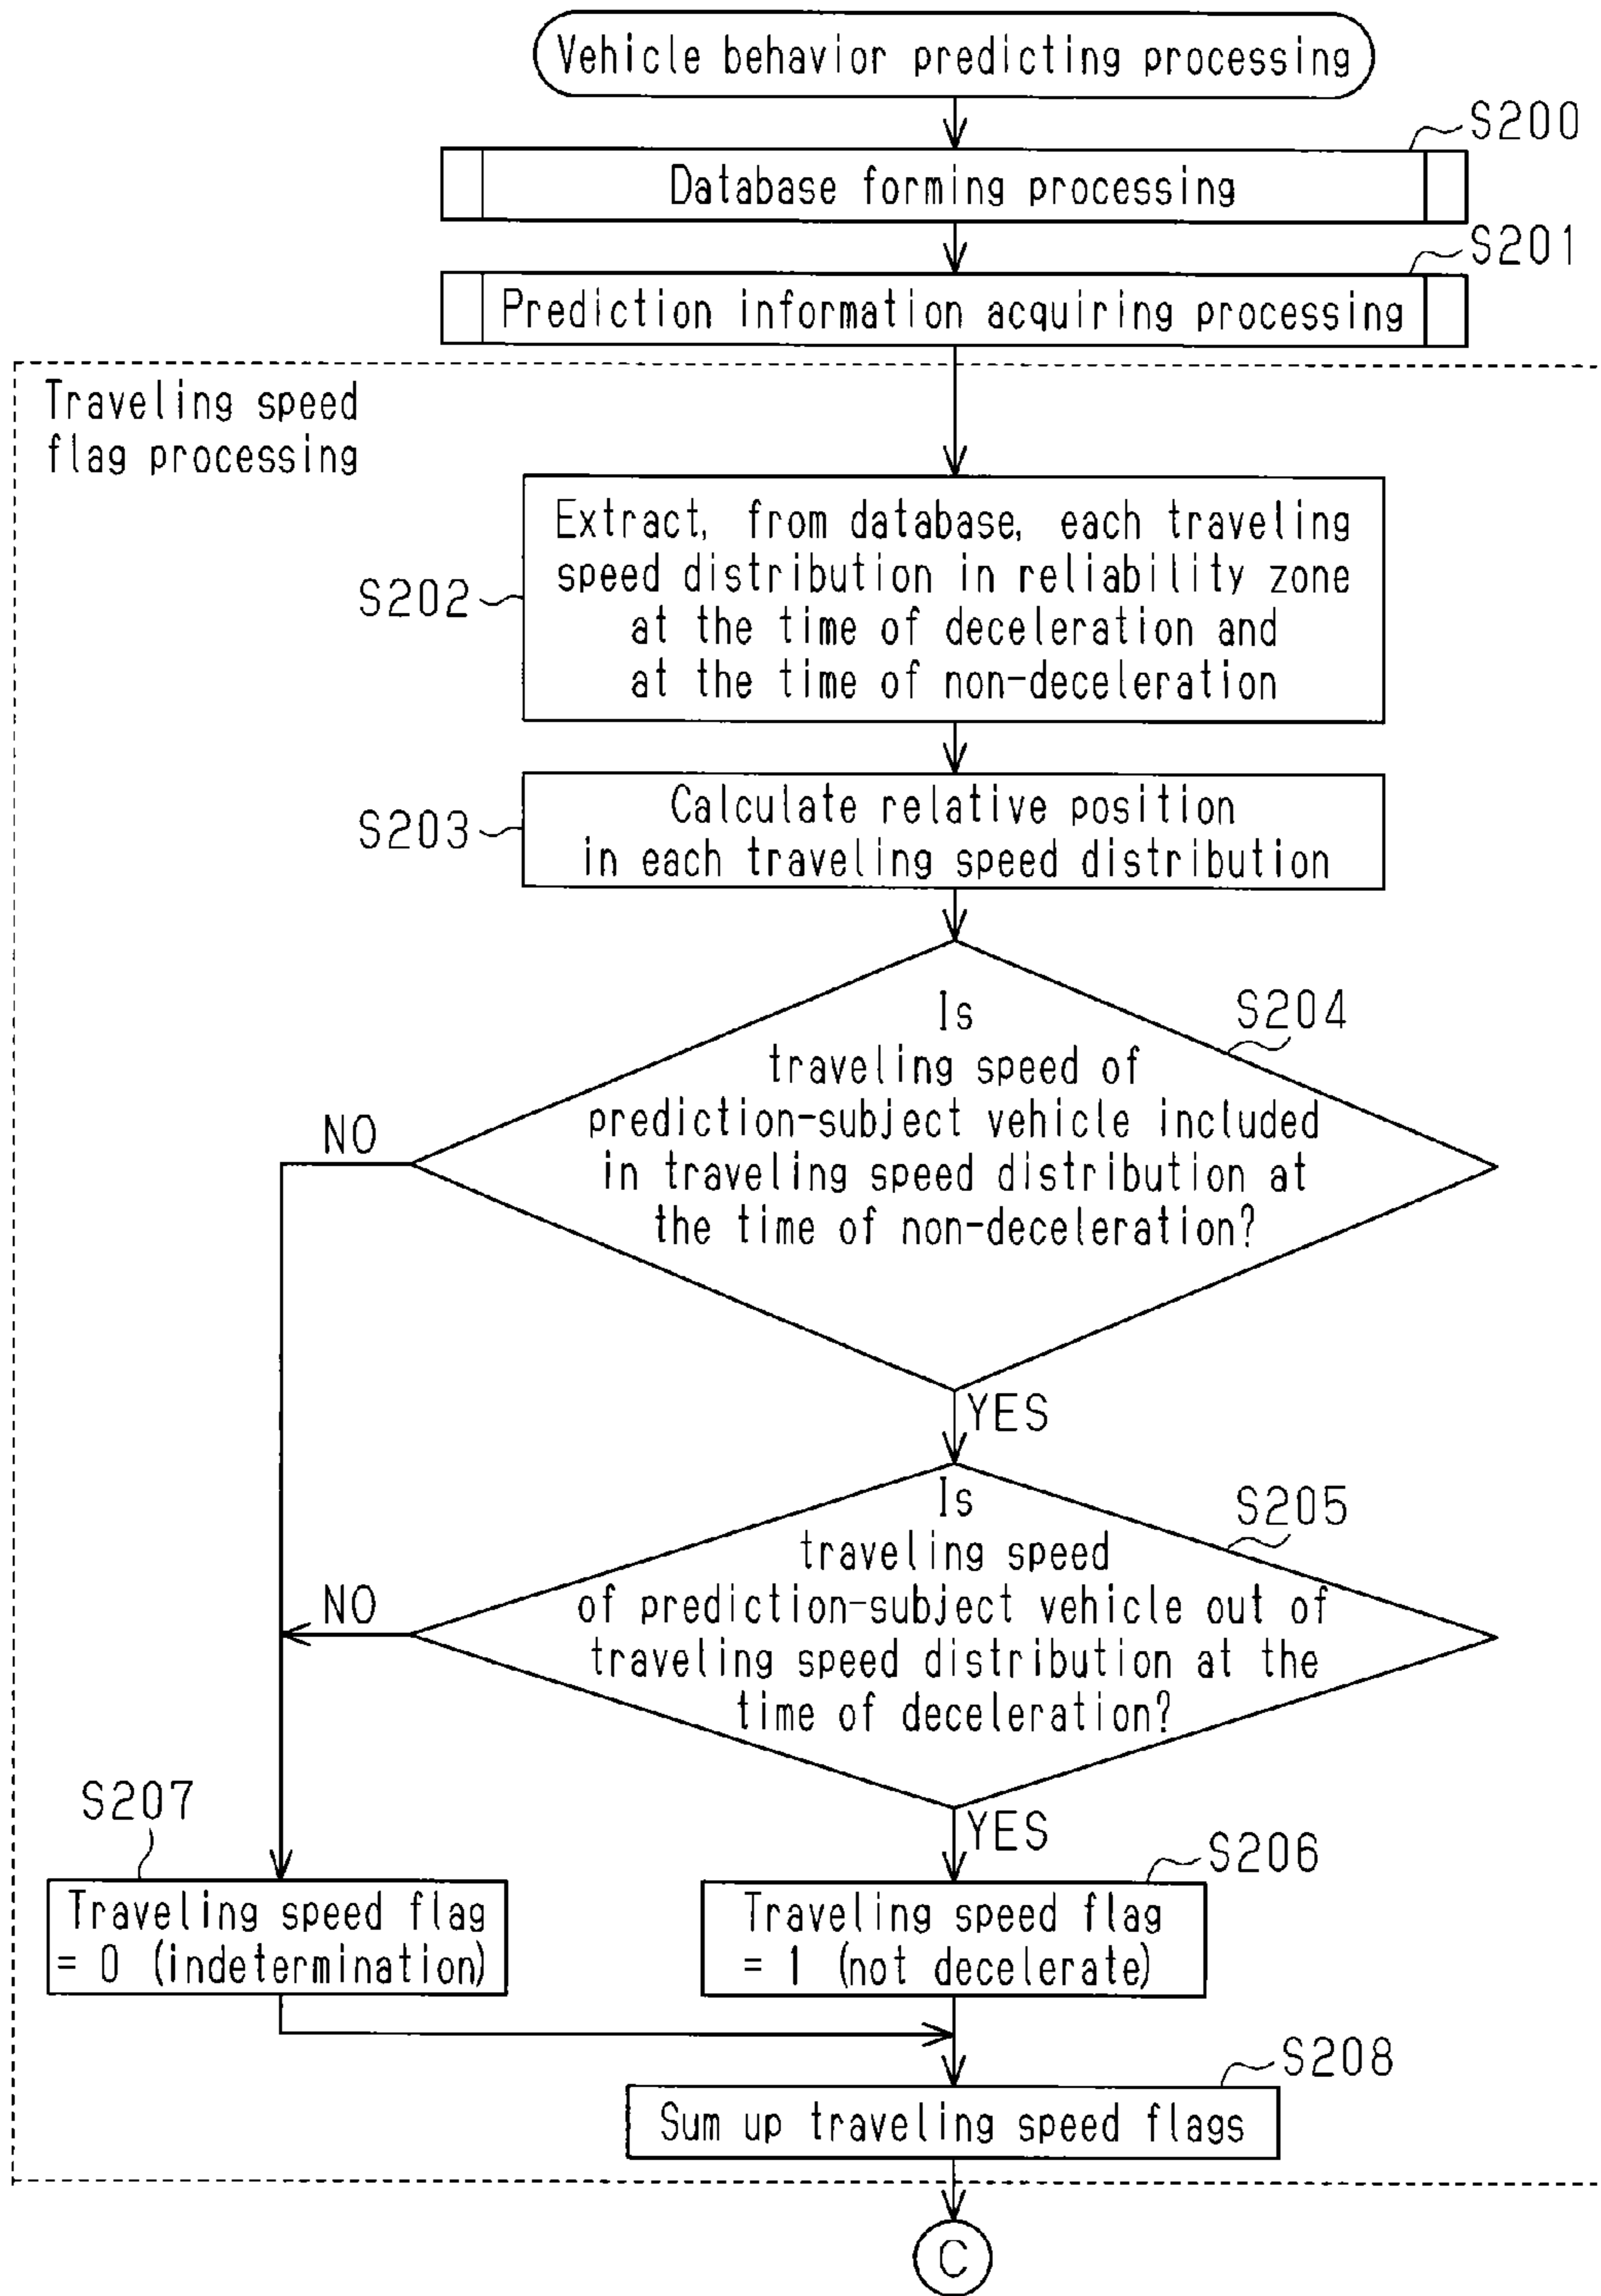 Vehicle behavior predicting processing
S200
Database forming processing
S201
Prediction information acquiring processing
Traveling speed
flag processing
Extract, from database, each traveling
speed distribution in reliability zone
at the time of deceleration and
at the time of non-deceleration
S202
Calculate relative position
in each traveling speed distribution
S203
Is
traveling speed of
prediction-subject vehicle included
in traveling speed distribution at
the time of non-deceleration?
S204
NO
YES
Is
traveling speed
of prediction-subject vehicle out of
traveling speed distribution at the
time of deceleration?
S205
NO
YES
S207
Traveling speed flag
= 0 (indetermination)
S206
Traveling speed flag
= 1 (not decelerate)
S208
Sum up traveling speed flags
C